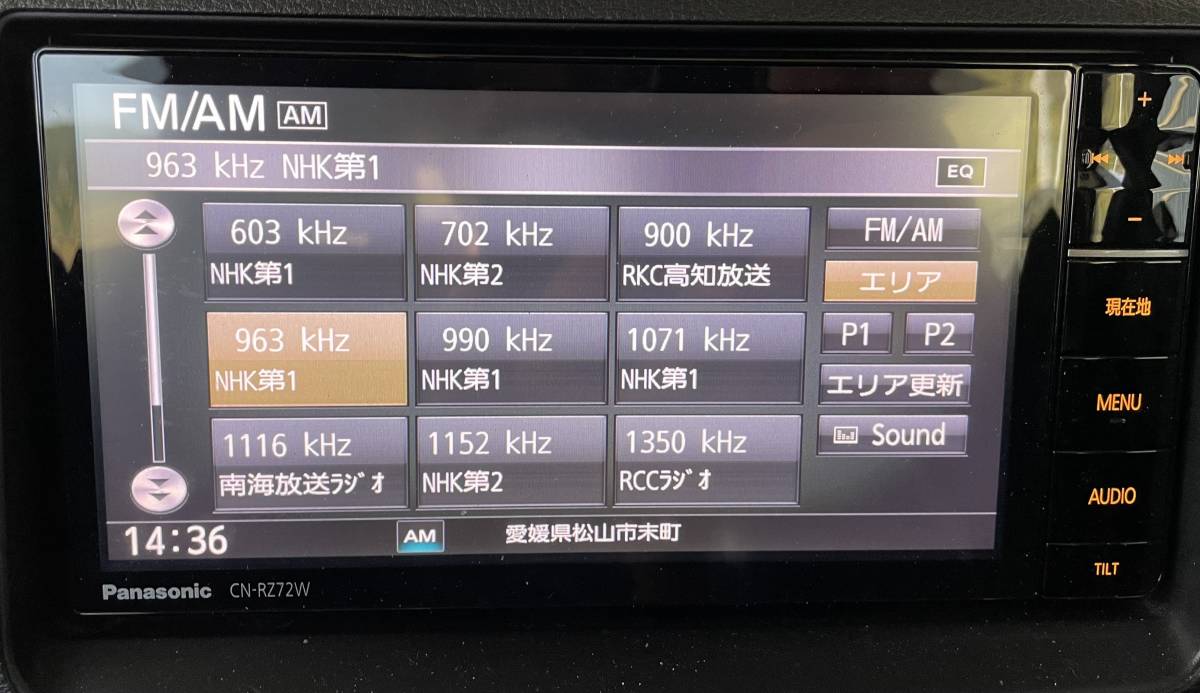 FM/AM AM
963 kHz NHK第1
EQ
603 kHz
NHK第1
702 kHz
NHK第2
900 kHz
RKC高知放送
FM/AM
エリア
963 kHz
NHK第1
990 kHz
NHK第1
1071 kHz
NHK第1
P1
P2
エリア更新
1116 kHz
南海放送ﾗｼﾞｵ
1152 kHz
NHK第2
1350 kHz
RCCﾗｼﾞｵ
Sound
14:36
AM
愛媛県松山市末町
Panasonic CN-RZ72W
+
-
現在地
MENU
AUDIO
TILT